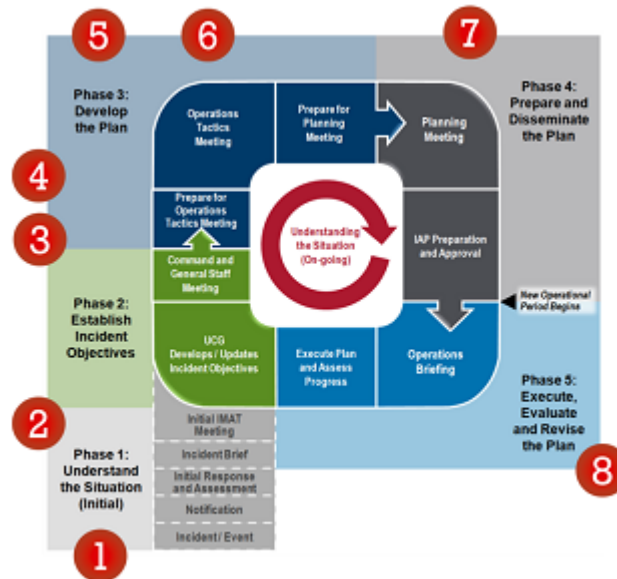 5
6
7
Phase 3:
Develop
the Plan
Operations
Tactics
Meeting
Prepare for
Planning
Meeting
Planning
Meeting
Phase 4:
Prepare and
Disseminate
the Plan
4
3
Prepare for
Operations
Tactics Meeting
Understanding
the Situation
(On-going)
IAP Preparation
and Approval
Command and
General Staff
Meeting
New Operational
Period Begins
Phase 2:
Establish
Incident
Objectives
UCG
Develops / Updates
Incident Objectives
Execute Plan
and Assess
Progress
Operations
Briefing
Phase 5:
Execute,
Evaluate
and Revise
the Plan
2
Initial IMAT
Meeting
Phase 1:
Understand
the Situation
(Initial)
Incident Brief
Initial Response
and Assessment
Notification
Incident / Event
8
1